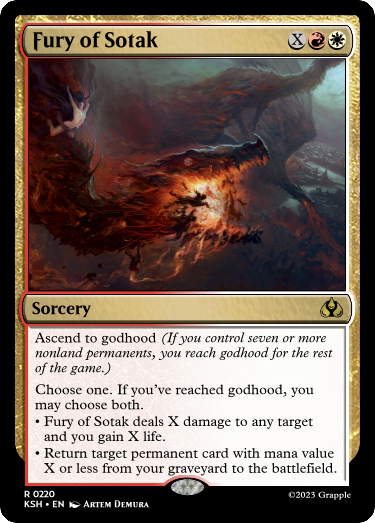 Fury of Sotak X
Sorcery
Ascend to godhood (If you control seven or more
nonland permanents, you reach godhood for the rest
of the game.)
Choose one. If you've reached godhood, you
may choose both.
• Fury of Sotak deals X damage to any target
and you gain X life.
• Return target permanent card with mana value
X or less from your graveyard to the battlefield.
R 0220
KSH • EN Artem Demura ©2023 Grapple